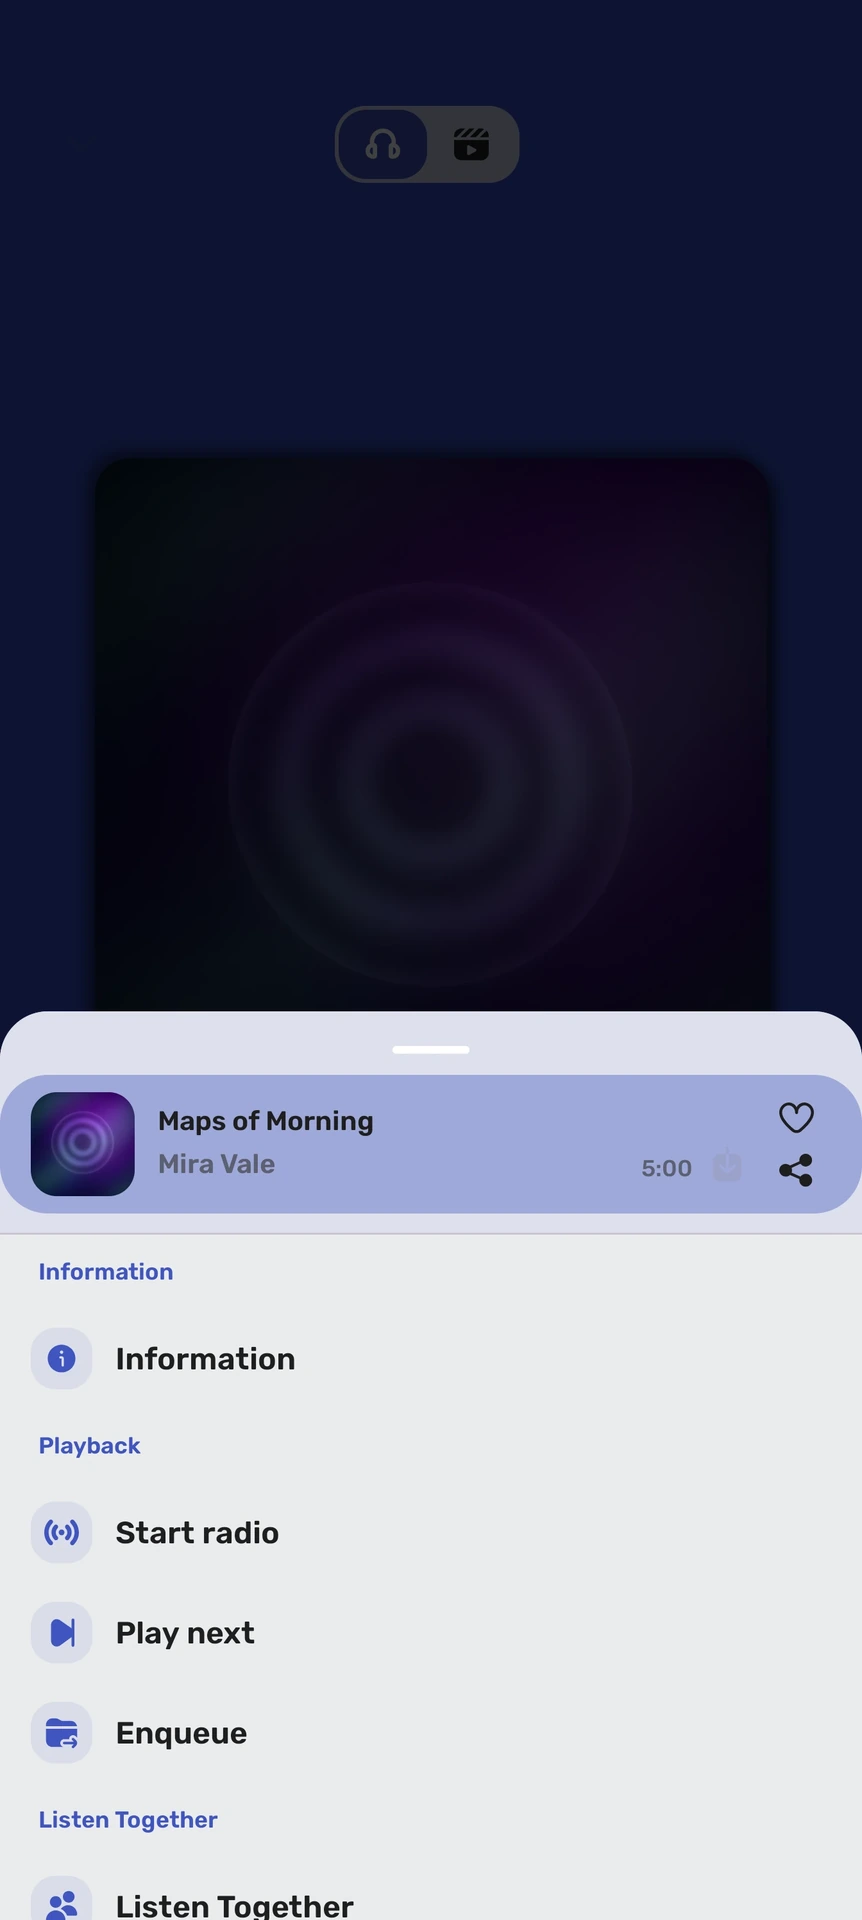 Maps of Morning
Mira Vale
5:00
Information
Information
Playback
Start radio
Play next
Enqueue
Listen Together
Listen Together